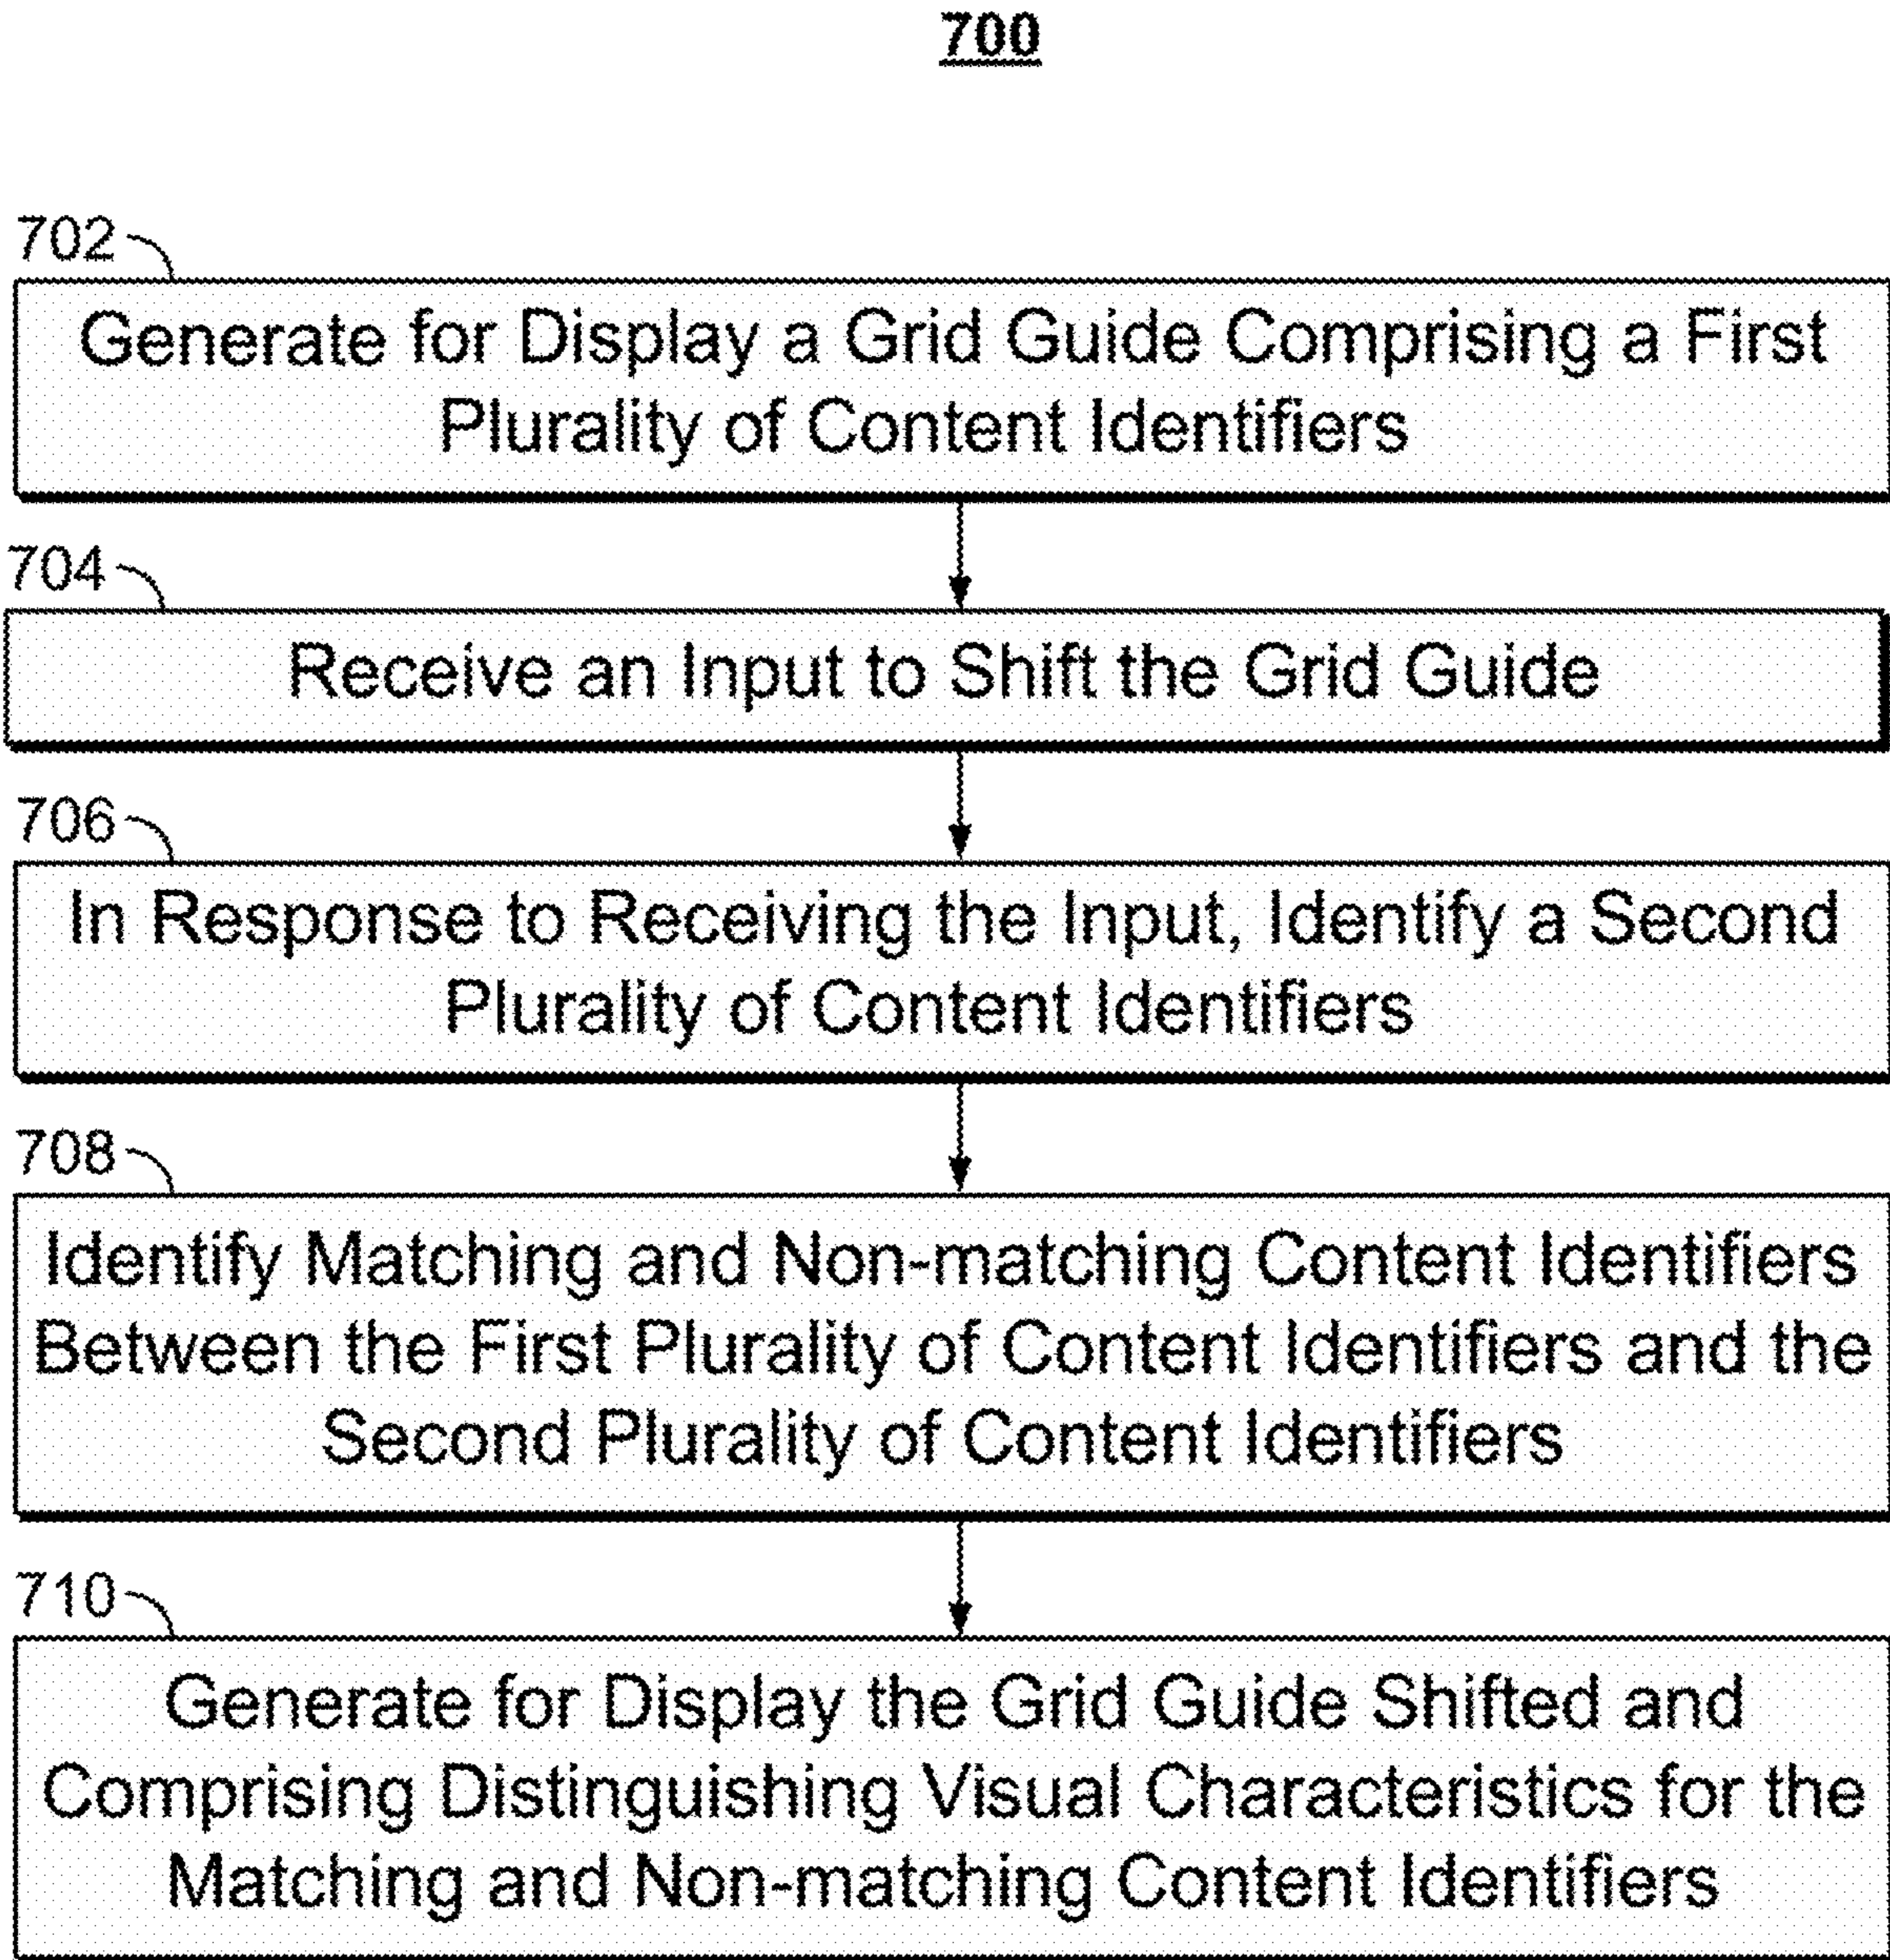 700
702
Generate for Display a Grid Guide Comprising a First
Plurality of Content Identifiers
704
Receive an Input to Shift the Grid Guide
706
In Response to Receiving the Input, Identify a Second
Plurality of Content Identifiers
708
Identify Matching and Non-matching Content Identifiers
Between the First Plurality of Content Identifiers and the
Second Plurality of Content Identifiers
710
Generate for Display the Grid Guide Shifted and
Comprising Distinguishing Visual Characteristics for the
Matching and Non-matching Content Identifiers